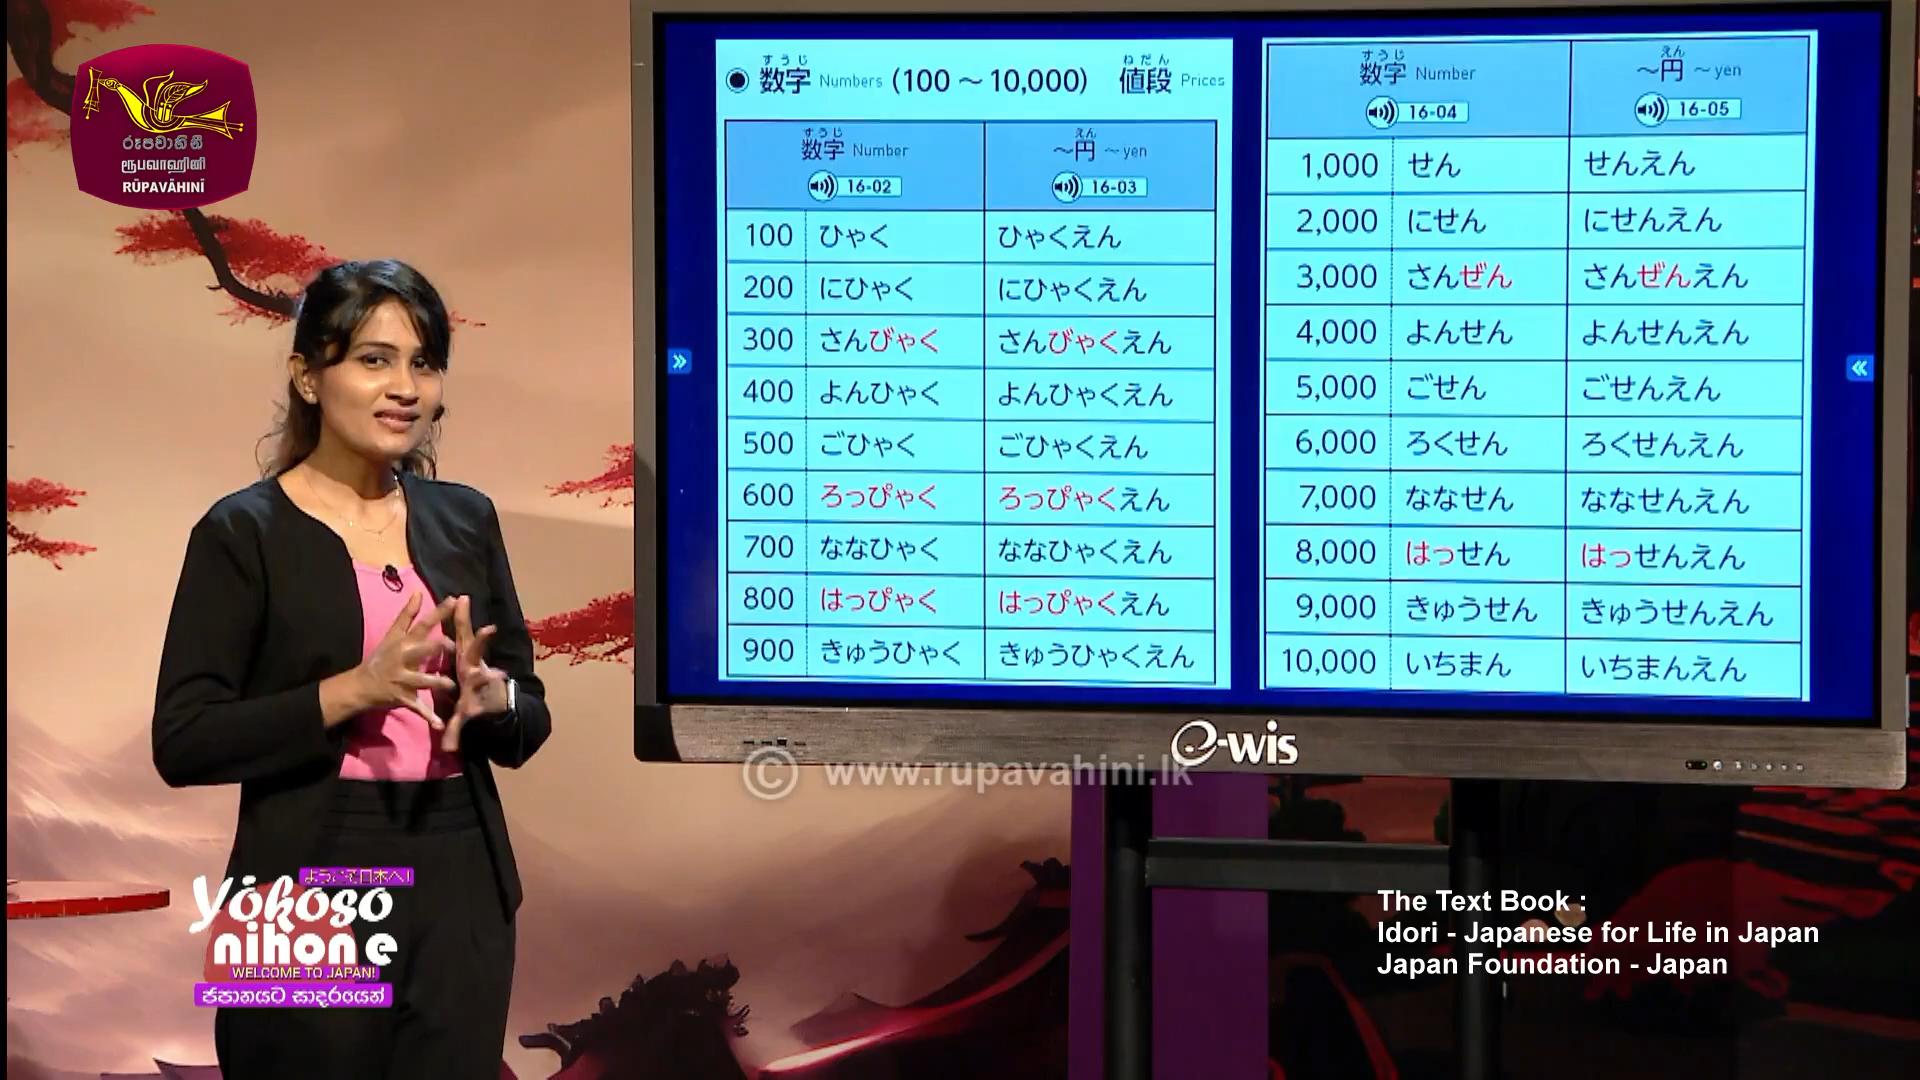 රූපවාහිනී
ரூபவாஹினி
RŪPAVĀHINĪ
すうじ ねだん
数字 Numbers (100 ～ 10,000) 値段 Prices
すうじ えん
数字 Number ～円 ～ yen
16-02 16-03
100 ひゃく ひゃくえん
200 にひゃく にひゃくえん
300 さんびゃく さんびゃくえん
400 よんひゃく よんひゃくえん
500 ごひゃく ごひゃくえん
600 ろっぴゃく ろっぴゃくえん
700 ななひゃく ななひゃくえん
800 はっぴゃく はっぴゃくえん
900 きゅうひゃく きゅうひゃくえん
すうじ えん
数字 Number ～円 ～ yen
16-04 16-05
1,000 せん せんえん
2,000 にせん にせんえん
3,000 さんぜん さんぜんえん
4,000 よんせん よんせんえん
5,000 ごせん ごせんえん
6,000 ろくせん ろくせんえん
7,000 ななせん ななせんえん
8,000 はっせん はっせんえん
9,000 きゅうせん きゅうせんえん
10,000 いちまん いちまんえん
e-wis
© www.rupavahini.lk
ようこそ日本へ!
yōkoso
nihon e
WELCOME TO JAPAN!
ජපානයට සාදරයෙන්
The Text Book :
Idori - Japanese for Life in Japan
Japan Foundation - Japan